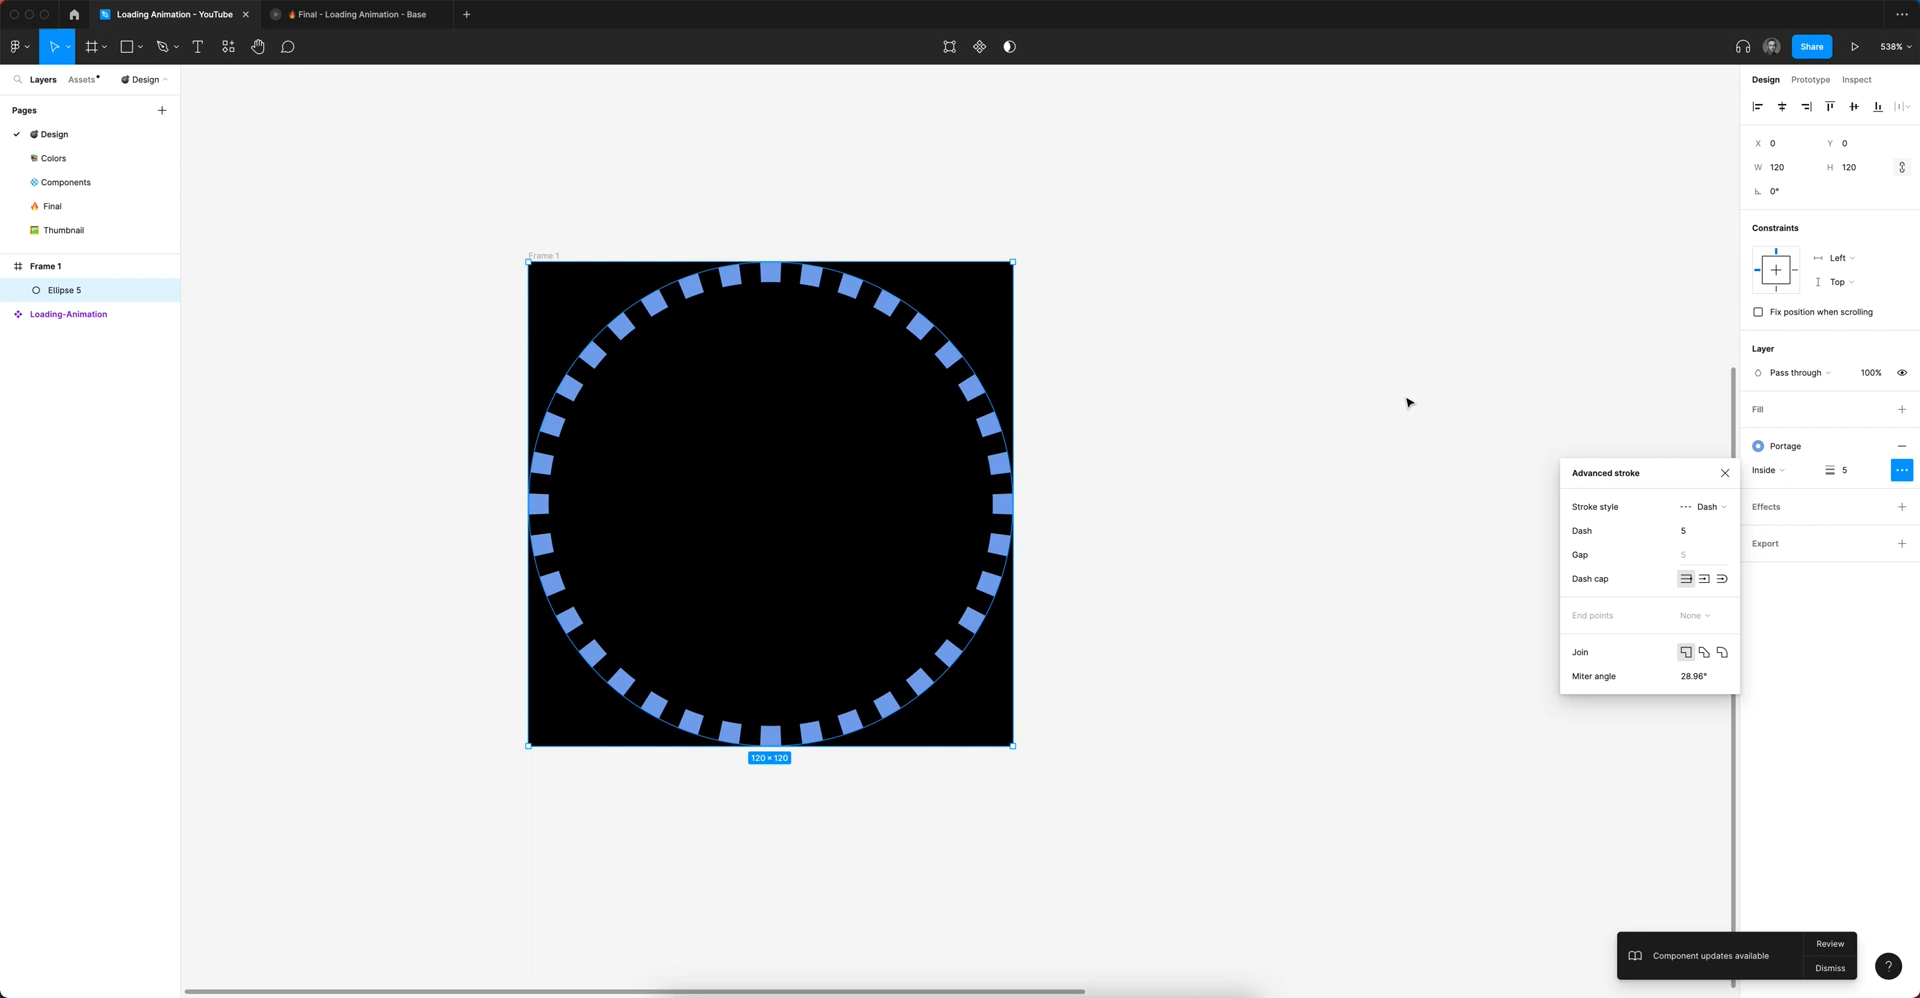 Loading Animation - YouTube
Final - Loading Animation - Base
Share
538%
Layers
Assets
Design
Pages
Design
Colors
Components
Final
Thumbnail
Frame 1
Ellipse 5
Loading-Animation
Frame 1
120 × 120
Design
Prototype
Inspect
X 0
Y 0
W 120
H 120
0°
Constraints
Left
Top
Fix position when scrolling
Layer
Pass through
100%
Fill
Portage
Inside
5
Effects
Export
Advanced stroke
Stroke style
Dash
Dash
5
Gap
5
Dash cap
End points
None
Join
Miter angle
28.96°
Component updates available
Review
Dismiss
?